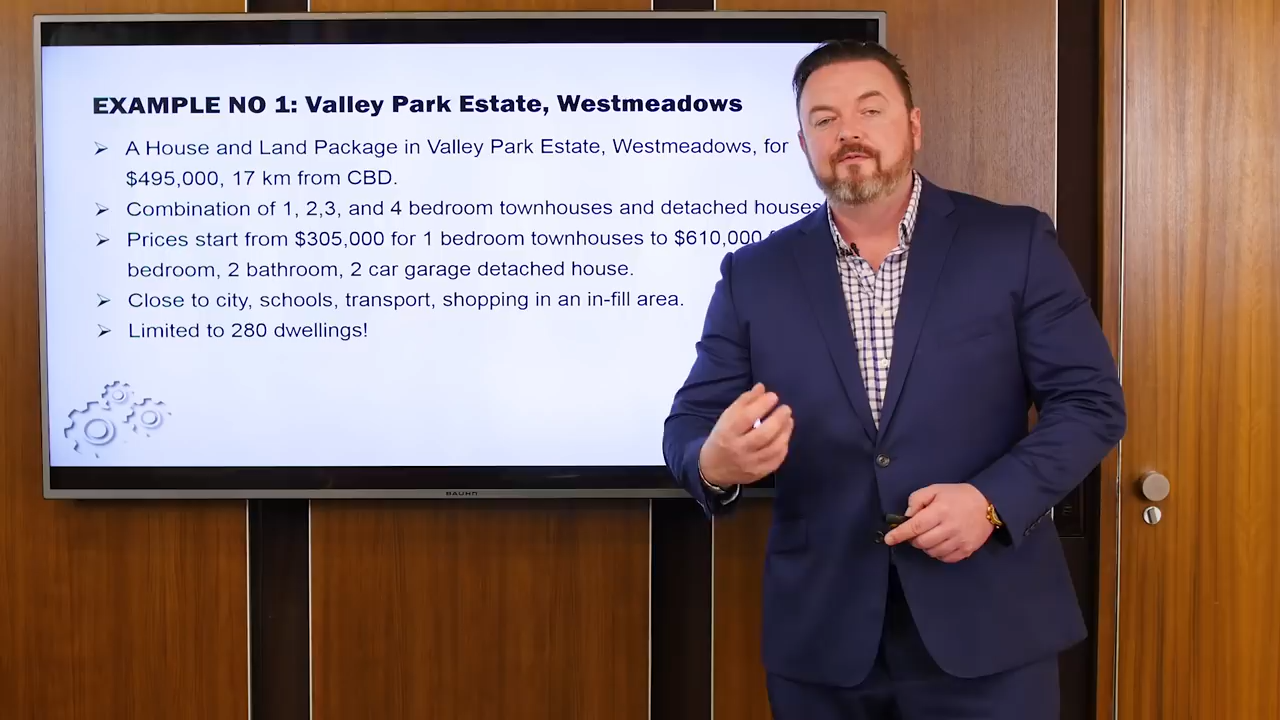 EXAMPLE NO 1: Valley Park Estate, Westmeadows
➢ A House and Land Package in Valley Park Estate, Westmeadows, for
$495,000, 17 km from CBD.
➢ Combination of 1, 2,3, and 4 bedroom townhouses and detached houses
➢ Prices start from $305,000 for 1 bedroom townhouses to $610,000
bedroom, 2 bathroom, 2 car garage detached house.
➢ Close to city, schools, transport, shopping in an in-fill area.
➢ Limited to 280 dwellings!
BAUHN